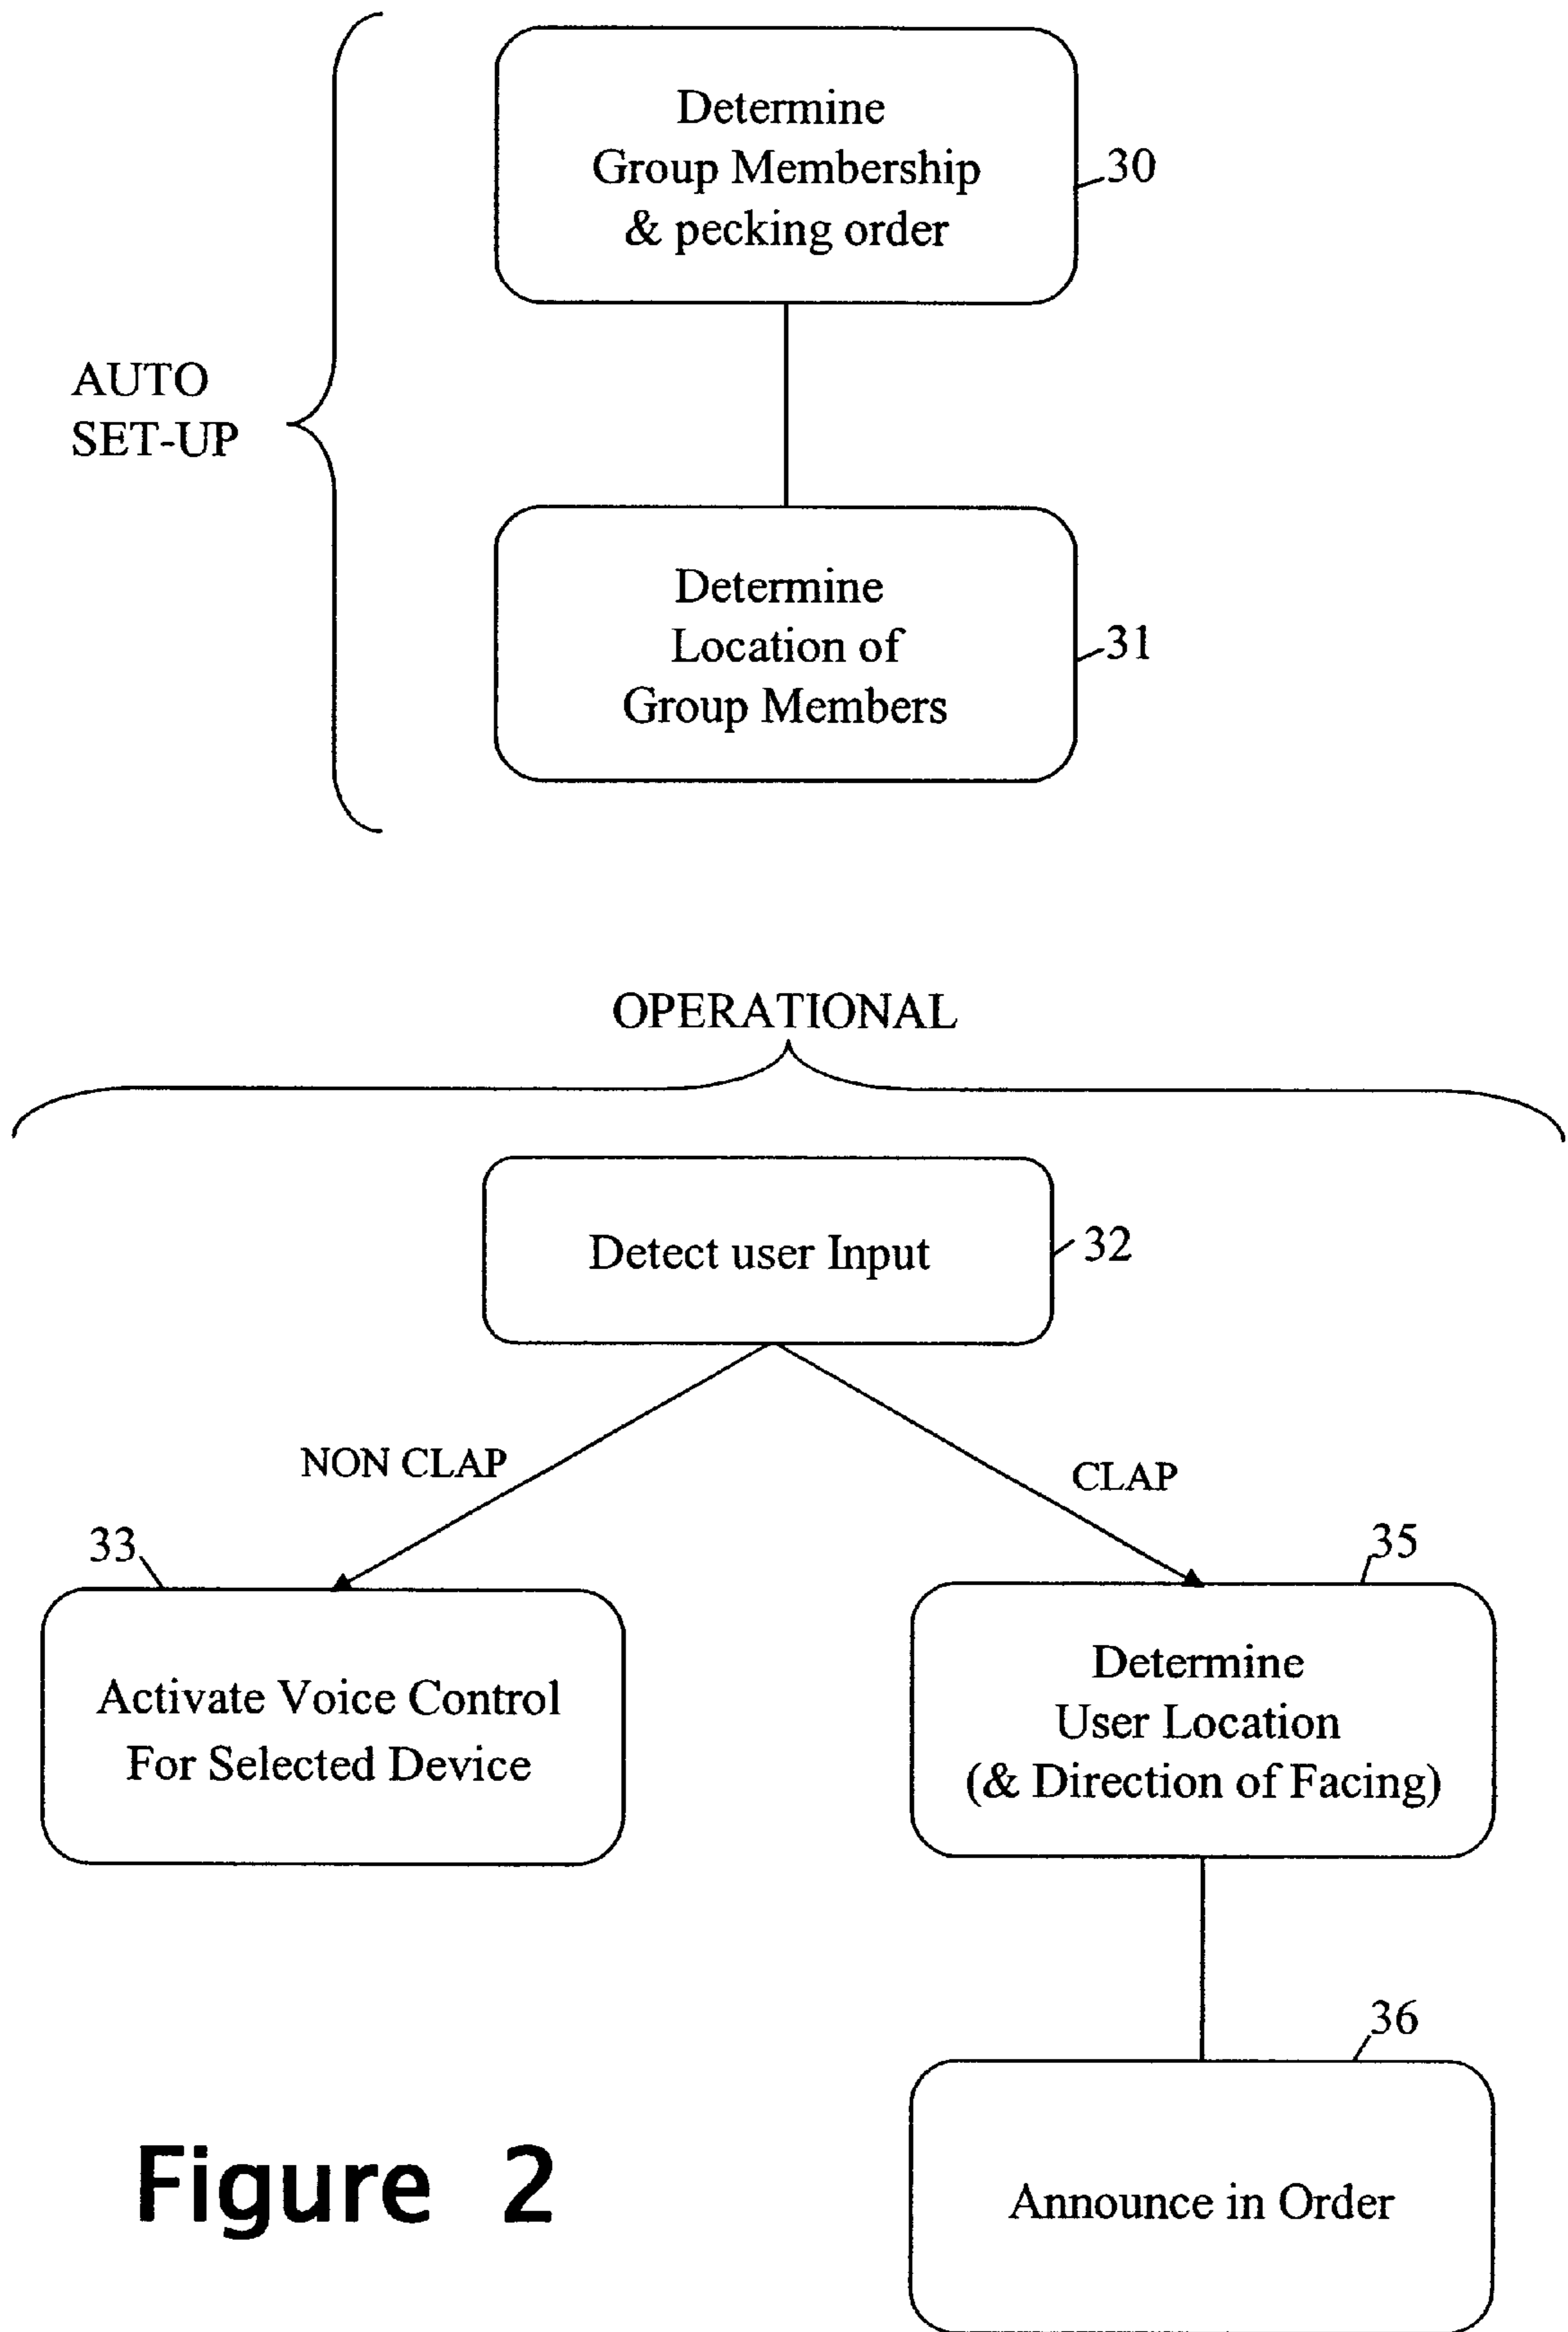 Determine
Group Membership
& pecking order
30
AUTO
SET-UP
Determine
Location of
Group Members
31
OPERATIONAL
Detect user Input
32
NON CLAP
CLAP
33
Activate Voice Control
For Selected Device
35
Determine
User Location
(& Direction of Facing)
36
Announce in Order
Figure 2